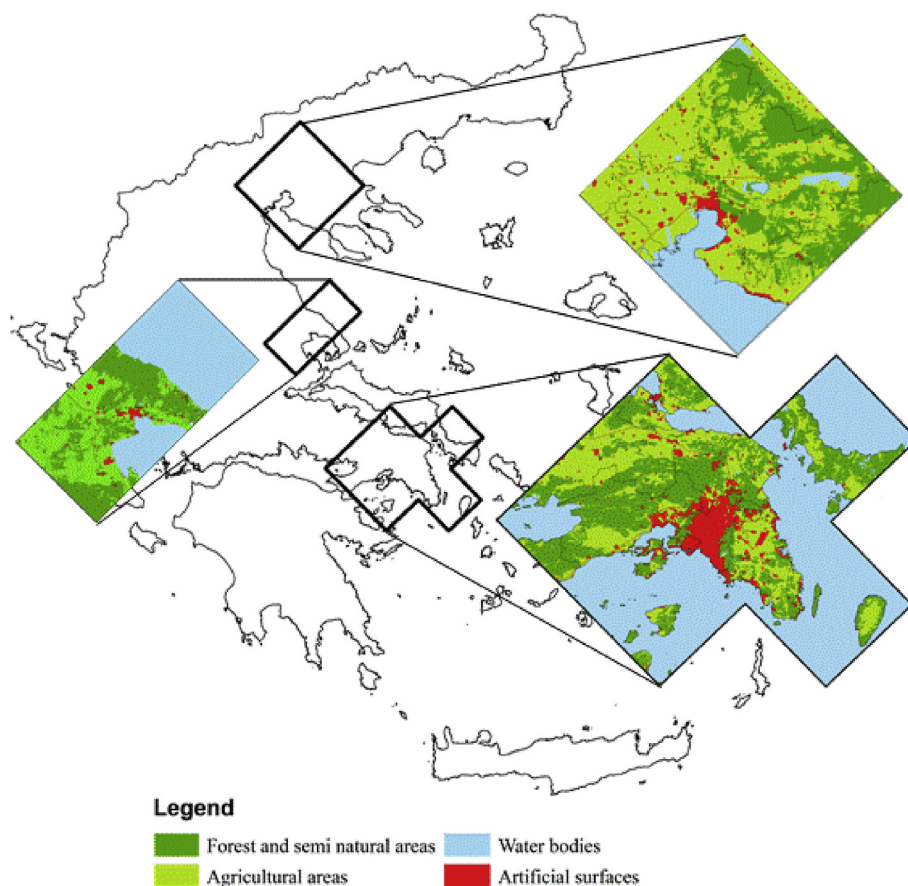 Legend
Forest and semi natural areas
Water bodies
Agricultural areas
Artificial surfaces